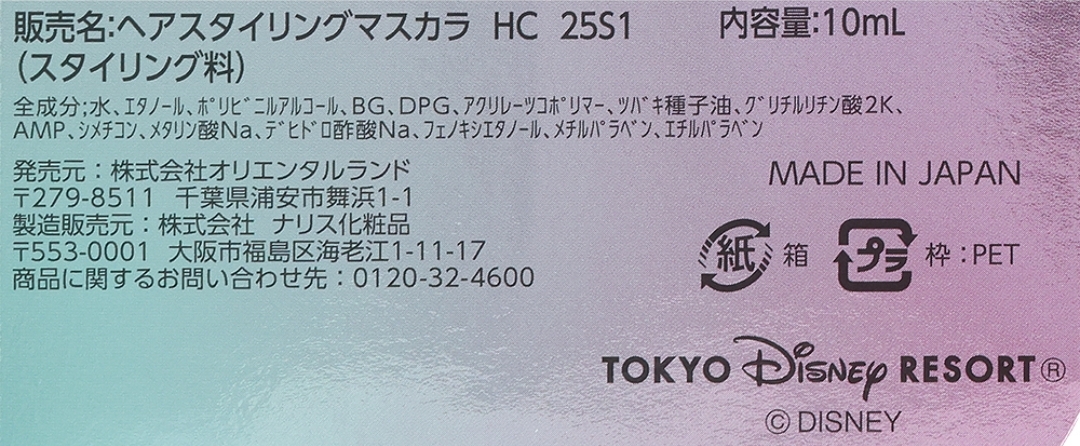 販売名:ヘアスタイリングマスカラ HC 25S1 内容量:10mL
(スタイリング料)
全成分;水、ｴﾀﾉｰﾙ、ﾎﾟﾘﾋﾞﾆﾙｱﾙｺｰﾙ、BG、DPG、ｱｸﾘﾚｰﾂｺﾎﾟﾘﾏｰ、ﾂﾊﾞｷ種子油、ｸﾞﾘﾁﾙﾘﾁﾝ酸2K、
AMP、ｼﾒﾁｺﾝ、ﾒﾀﾘﾝ酸Na、ﾃﾞﾋﾄﾞﾛ酢酸Na、ﾌｪﾉｷｼｴﾀﾉｰﾙ、ﾒﾁﾙﾊﾟﾗﾍﾞﾝ、ｴﾁﾙﾊﾟﾗﾍﾞﾝ
発売元：株式会社オリエンタルランド
〒279-8511 千葉県浦安市舞浜1-1
製造販売元：株式会社 ナリス化粧品
〒553-0001 大阪市福島区海老江1-11-17
商品に関するお問い合わせ先：0120-32-4600
MADE IN JAPAN
紙 箱 プラ 枠：PET
TOKYO Disney RESORT®
© DISNEY